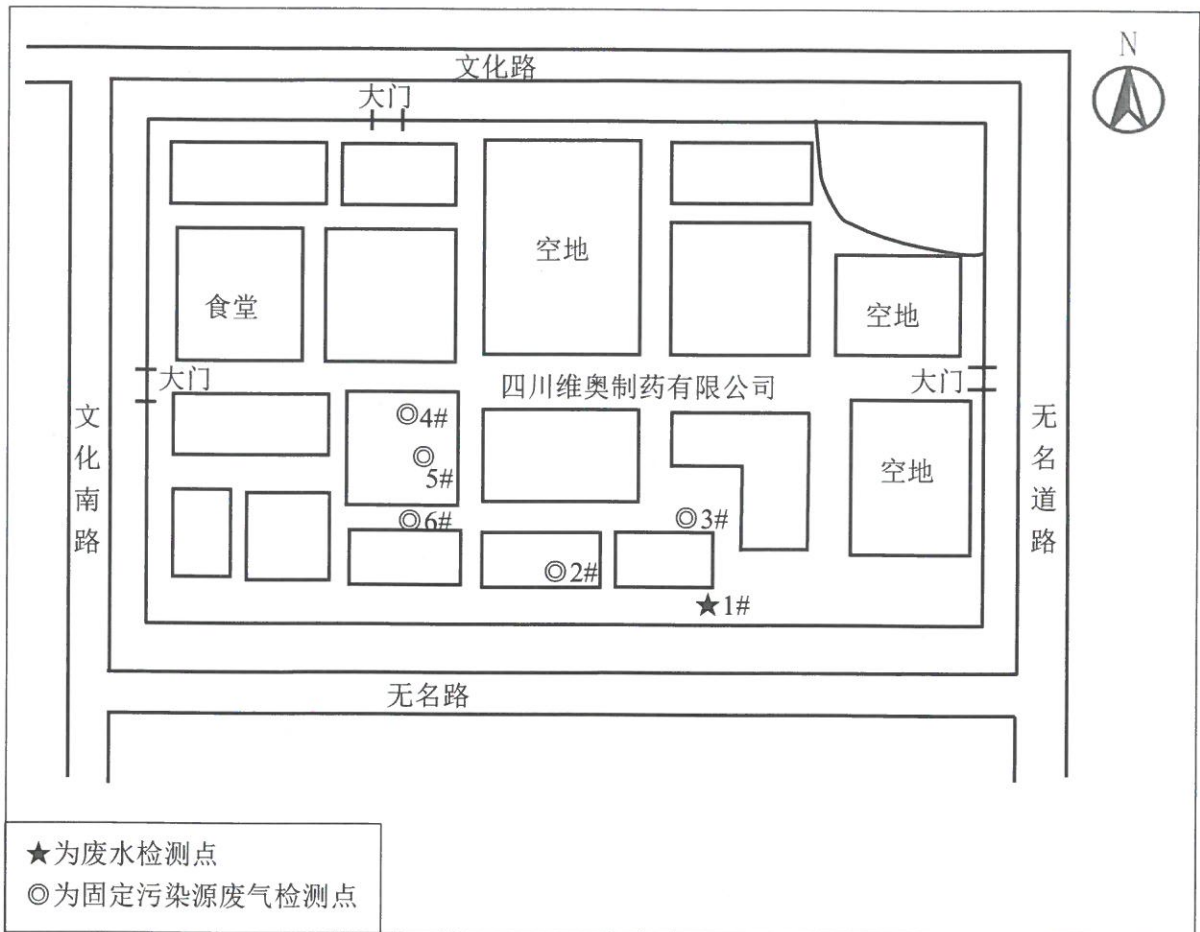 N
文化路
大门
空地
食堂
空地
四川维奥制药有限公司
大门
大门
文化南路
无名道路
◎4#
◎5#
空地
◎6#
◎3#
◎2#
★1#
无名路
★为废水检测点
◎为固定污染源废气检测点